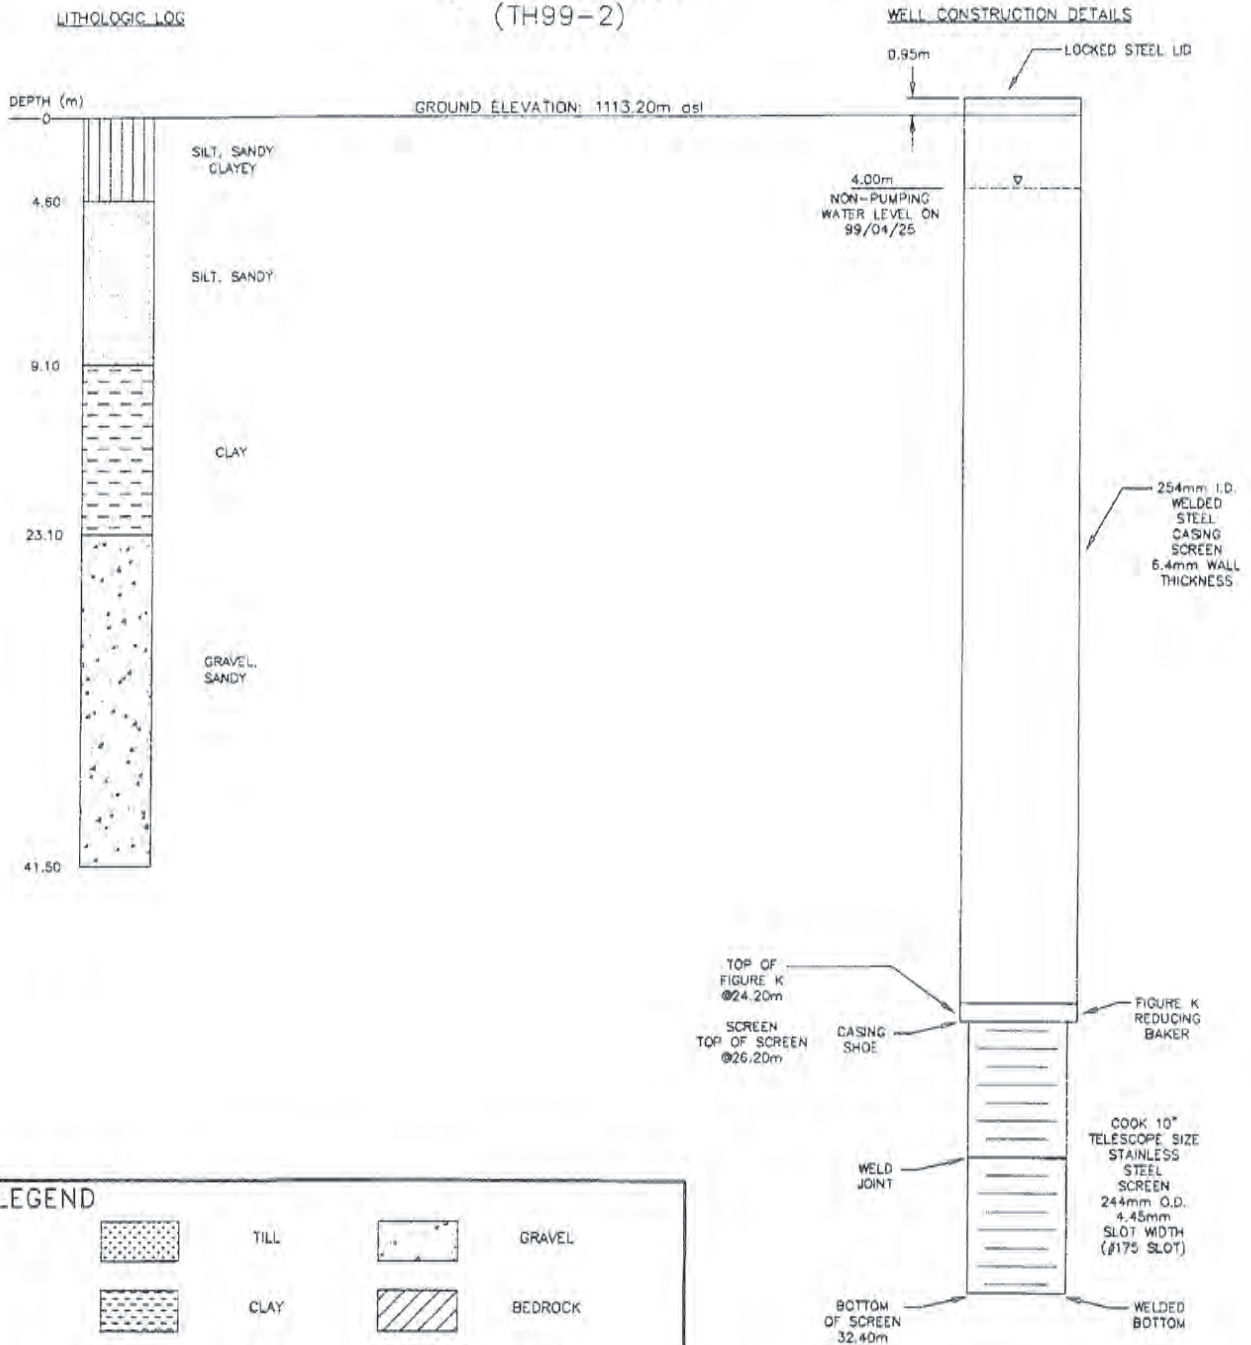 LITHOLOGIC LOG
(TH99-2)
WELL CONSTRUCTION DETAILS
0.95m
LOCKED STEEL LID
DEPTH (m)
0
GROUND ELEVATION: 1113.20m asl
SILT, SANDY
CLAYEY
4.60
4.00m
NON-PUMPING
WATER LEVEL ON
99/04/25
SILT, SANDY
9.10
CLAY
23.10
254mm I.D.
WELDED
STEEL
CASING
SCREEN
6.4mm WALL
THICKNESS
GRAVEL,
SANDY
41.50
TOP OF
FIGURE K
@24.20m
SCREEN
TOP OF SCREEN
@26.20m
CASING
SHOE
FIGURE K
REDUCING
BAKER
COOK 10"
TELESCOPE SIZE
STAINLESS
STEEL
SCREEN
244mm O.D.
4.45mm
SLOT WIDTH
(#175 SLOT)
WELD
JOINT
BOTTOM
OF SCREEN
32.40m
WELDED
BOTTOM
LEGEND
TILL
GRAVEL
CLAY
BEDROCK